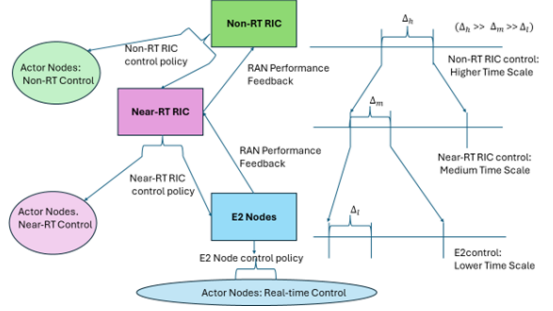 Non-RT RIC
Δₕ
(Δₕ >> Δₘ >> Δₗ)
Non-RT RIC
control policy
Actor Nodes:
Non-RT Control
RAN Performance
Feedback
Non-RT RIC control:
Higher Time Scale
Near-RT RIC
Δₘ
RAN Performance
Feedback
Near-RT RIC control:
Medium Time Scale
Near-RT RIC
control policy
Actor Nodes.
Near-RT Control
E2 Nodes
Δₗ
E2 Node control policy
E2control:
Lower Time Scale
Actor Nodes: Real-time Control